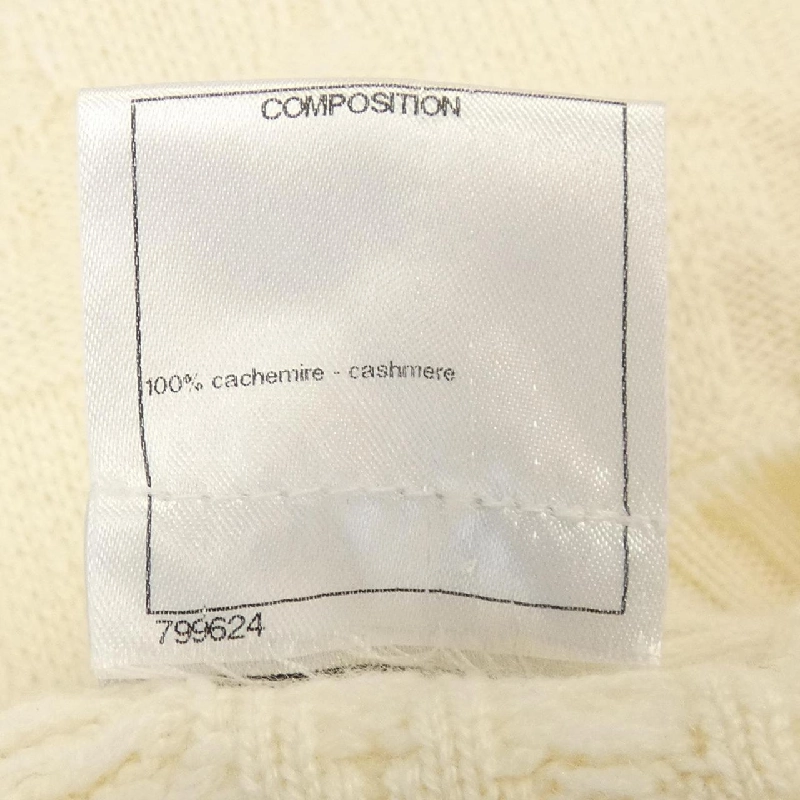 COMPOSITION
100% cachemire - cashmere
799624